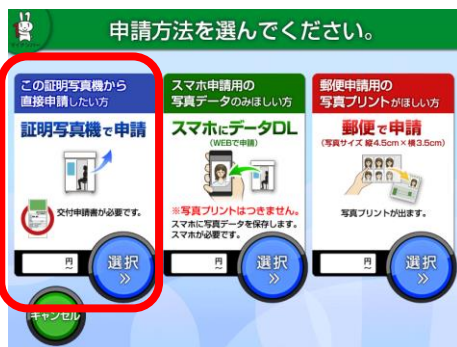 申請方法を選んでください。
マイナンバー
この証明写真機から
直接申請したい方
証明写真機で申請
交付申請書が必要です。
円
~
選択
スマホ申請用の
写真データのみほしい方
スマホにデータDL
(WEBで申請)
※写真プリントはつきません。
スマホに写真データを保存します。
スマホが必要です。
円
~
選択
郵便申請用の
写真プリントがほしい方
郵便で申請
(写真サイズ 縦4.5cm×横3.5cm)
写真プリントが出ます。
円
~
選択
キャンセル